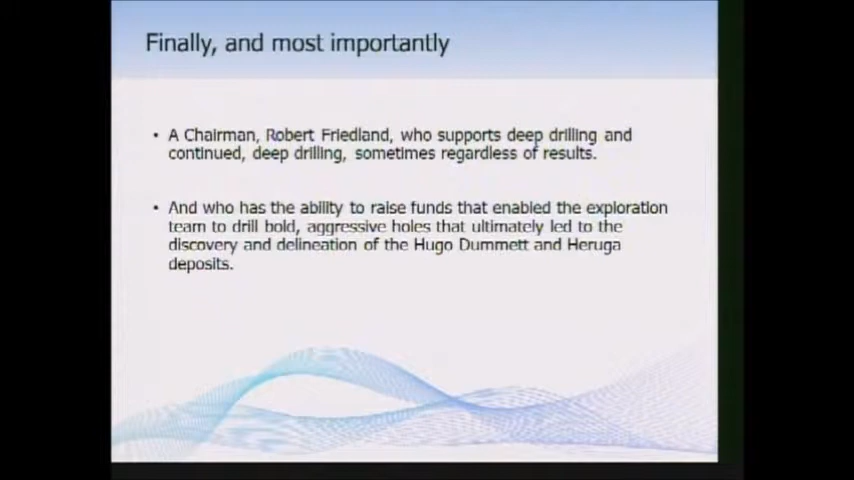 Finally, and most importantly
• A Chairman, Robert Friedland, who supports deep drilling and
continued, deep drilling, sometimes regardless of results.
• And who has the ability to raise funds that enabled the exploration
team to drill bold, aggressive holes that ultimately led to the
discovery and delineation of the Hugo Dummett and Heruga
deposits.